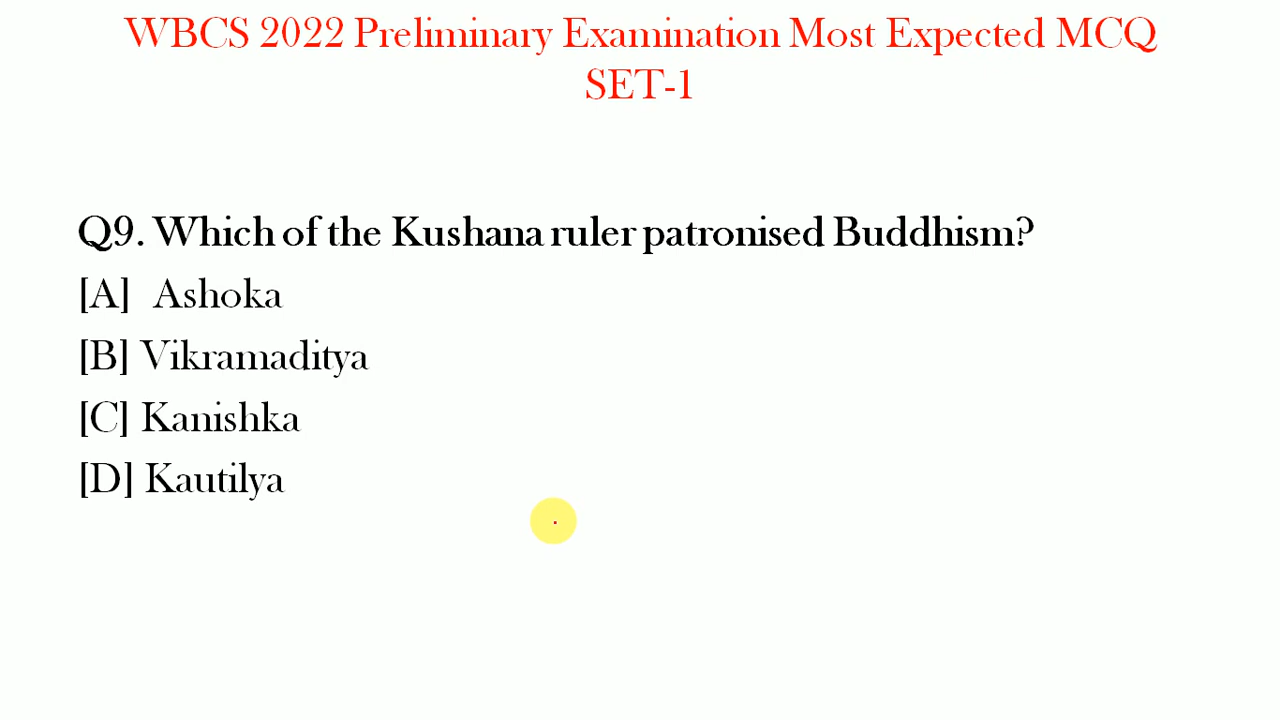 WBCS 2022 Preliminary Examination Most Expected MCQ
SET-1
Q9. Which of the Kushana ruler patronised Buddhism?
[A] Ashoka
[B] Vikramaditya
[C] Kanishka
[D] Kautilya